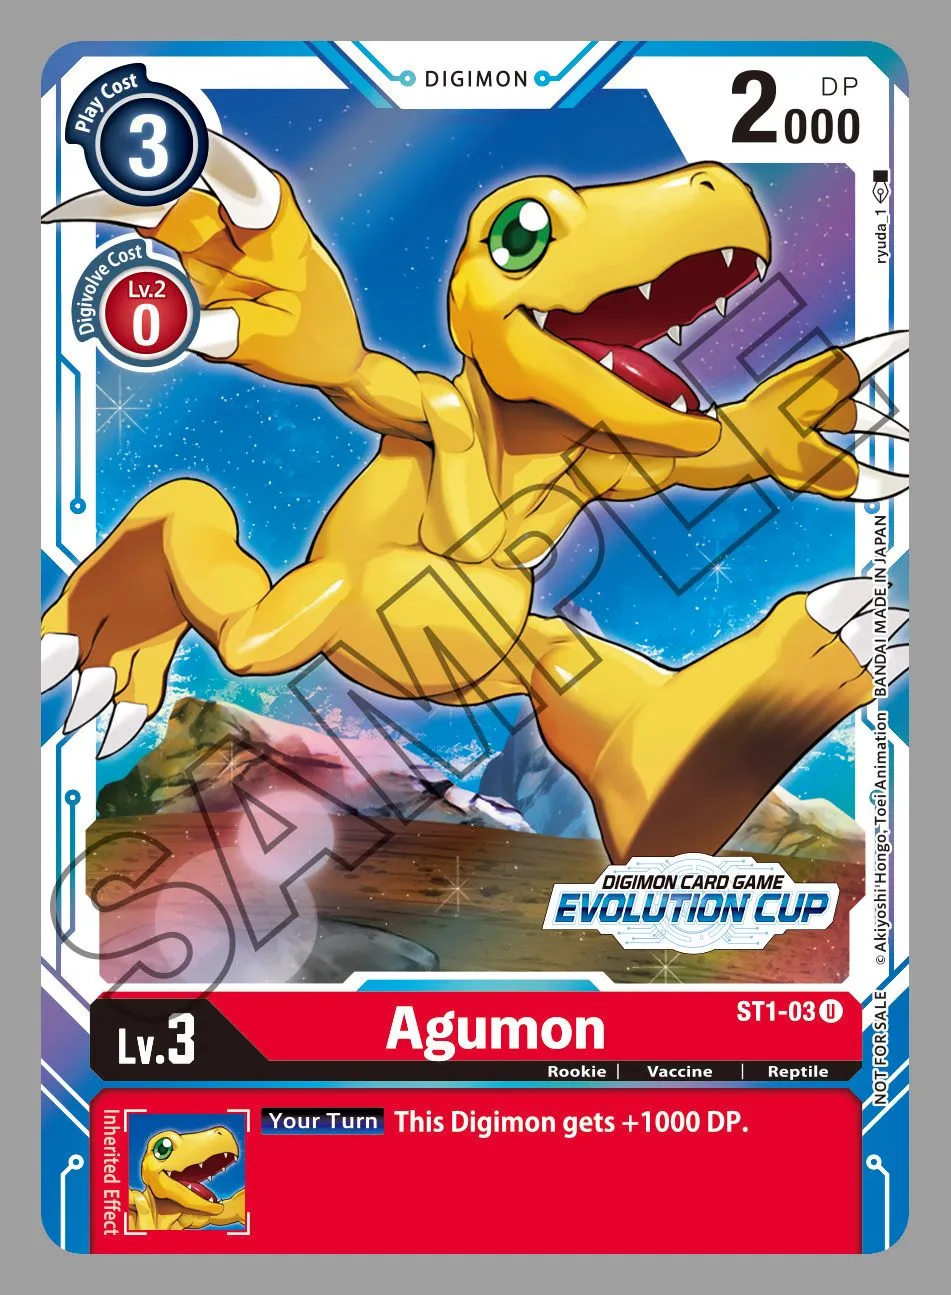 DIGIMON
Play Cost
3
DP
2000
ryuda_1
Digivolve Cost
Lv.2
0
SAMPLE
DIGIMON CARD GAME
EVOLUTION CUP
©Akiyoshi Hongo, Toei Animation BANDAI MADE IN JAPAN
NOT FOR SALE
Lv.3
Agumon
ST1-03 U
Rookie | Vaccine | Reptile
Inherited Effect
Your Turn This Digimon gets +1000 DP.